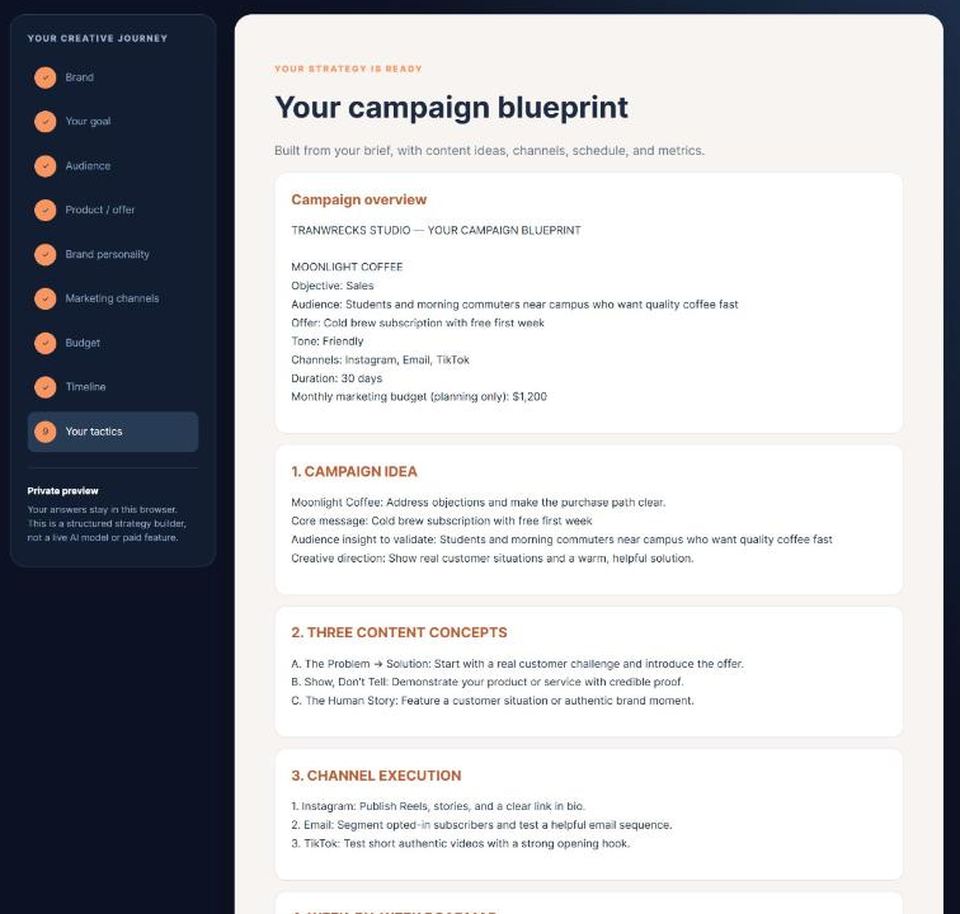 YOUR CREATIVE JOURNEY
Brand
Your goal
Audience
Product / offer
Brand personality
Marketing channels
Budget
Timeline
9 Your tactics
Private preview
Your answers stay in this browser.
This is a structured strategy builder,
not a live AI model or paid feature.
YOUR STRATEGY IS READY
Your campaign blueprint
Built from your brief, with content ideas, channels, schedule, and metrics.
Campaign overview
TRANWRECKS STUDIO — YOUR CAMPAIGN BLUEPRINT
MOONLIGHT COFFEE
Objective: Sales
Audience: Students and morning commuters near campus who want quality coffee fast
Offer: Cold brew subscription with free first week
Tone: Friendly
Channels: Instagram, Email, TikTok
Duration: 30 days
Monthly marketing budget (planning only): $1,200
1. CAMPAIGN IDEA
Moonlight Coffee: Address objections and make the purchase path clear.
Core message: Cold brew subscription with free first week
Audience insight to validate: Students and morning commuters near campus who want quality coffee fast
Creative direction: Show real customer situations and a warm, helpful solution.
2. THREE CONTENT CONCEPTS
A. The Problem → Solution: Start with a real customer challenge and introduce the offer.
B. Show, Don't Tell: Demonstrate your product or service with credible proof.
C. The Human Story: Feature a customer situation or authentic brand moment.
3. CHANNEL EXECUTION
1. Instagram: Publish Reels, stories, and a clear link in bio.
2. Email: Segment opted-in subscribers and test a helpful email sequence.
3. TikTok: Test short authentic videos with a strong opening hook.